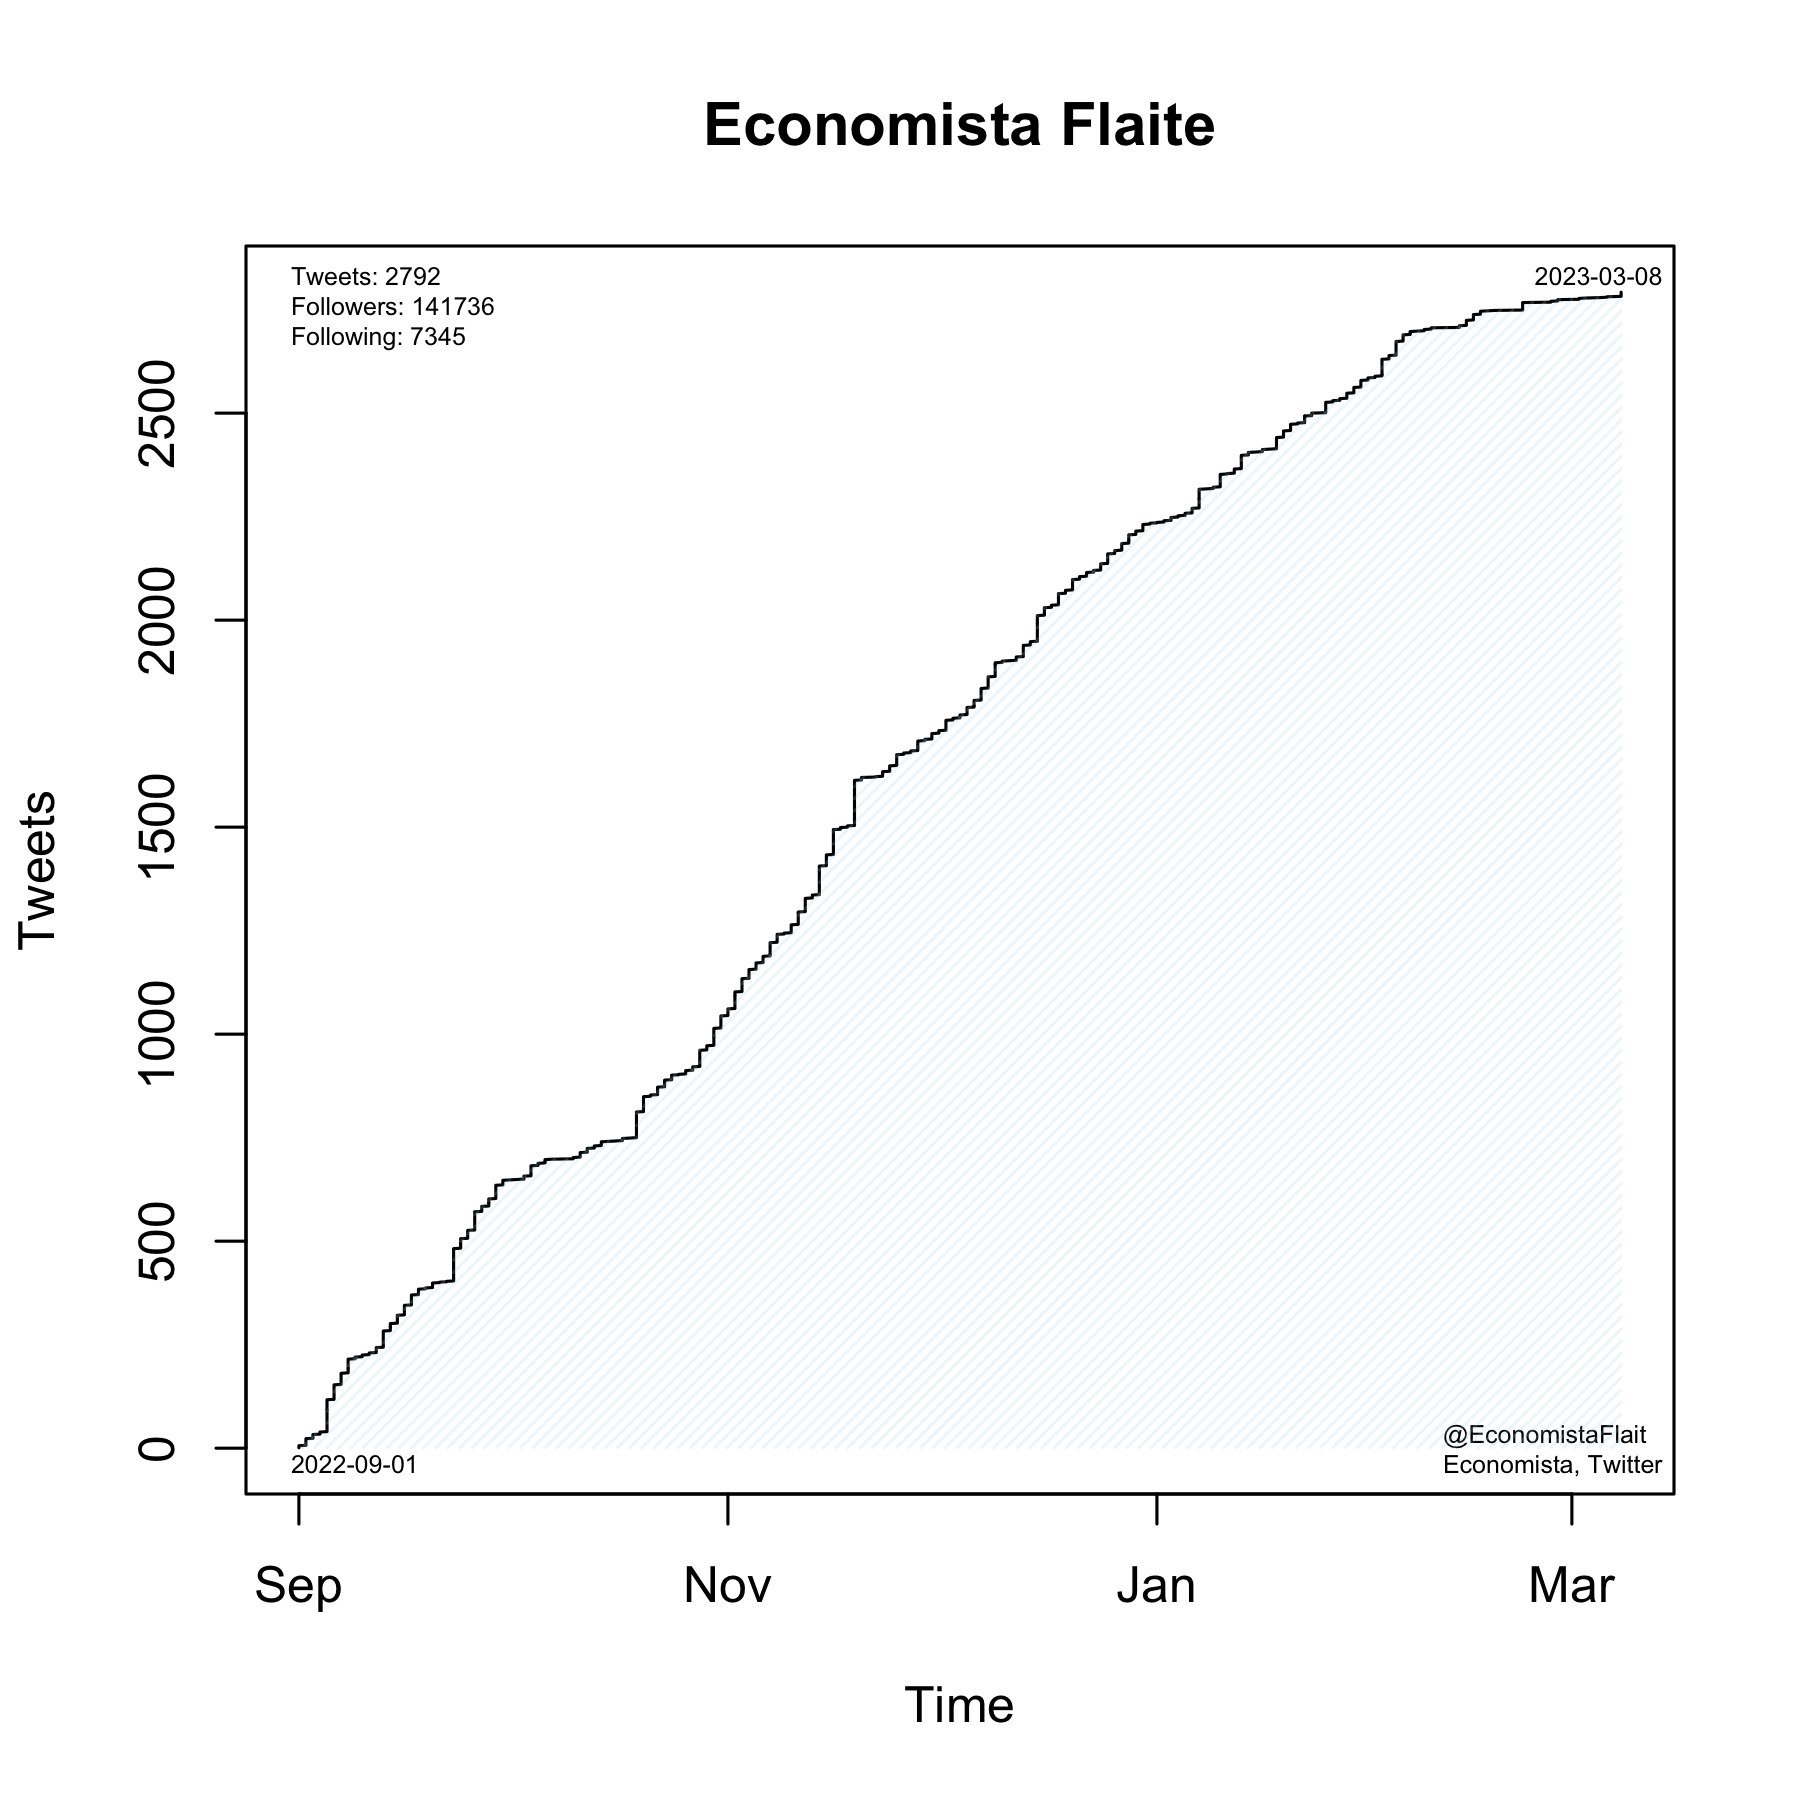 Economista Flaite
Tweets: 2792
Followers: 141736
Following: 7345
2023-03-08
2500
2000
1500
1000
500
0
Tweets
2022-09-01
@EconomistaFlait
Economista, Twitter
Sep
Nov
Jan
Mar
Time